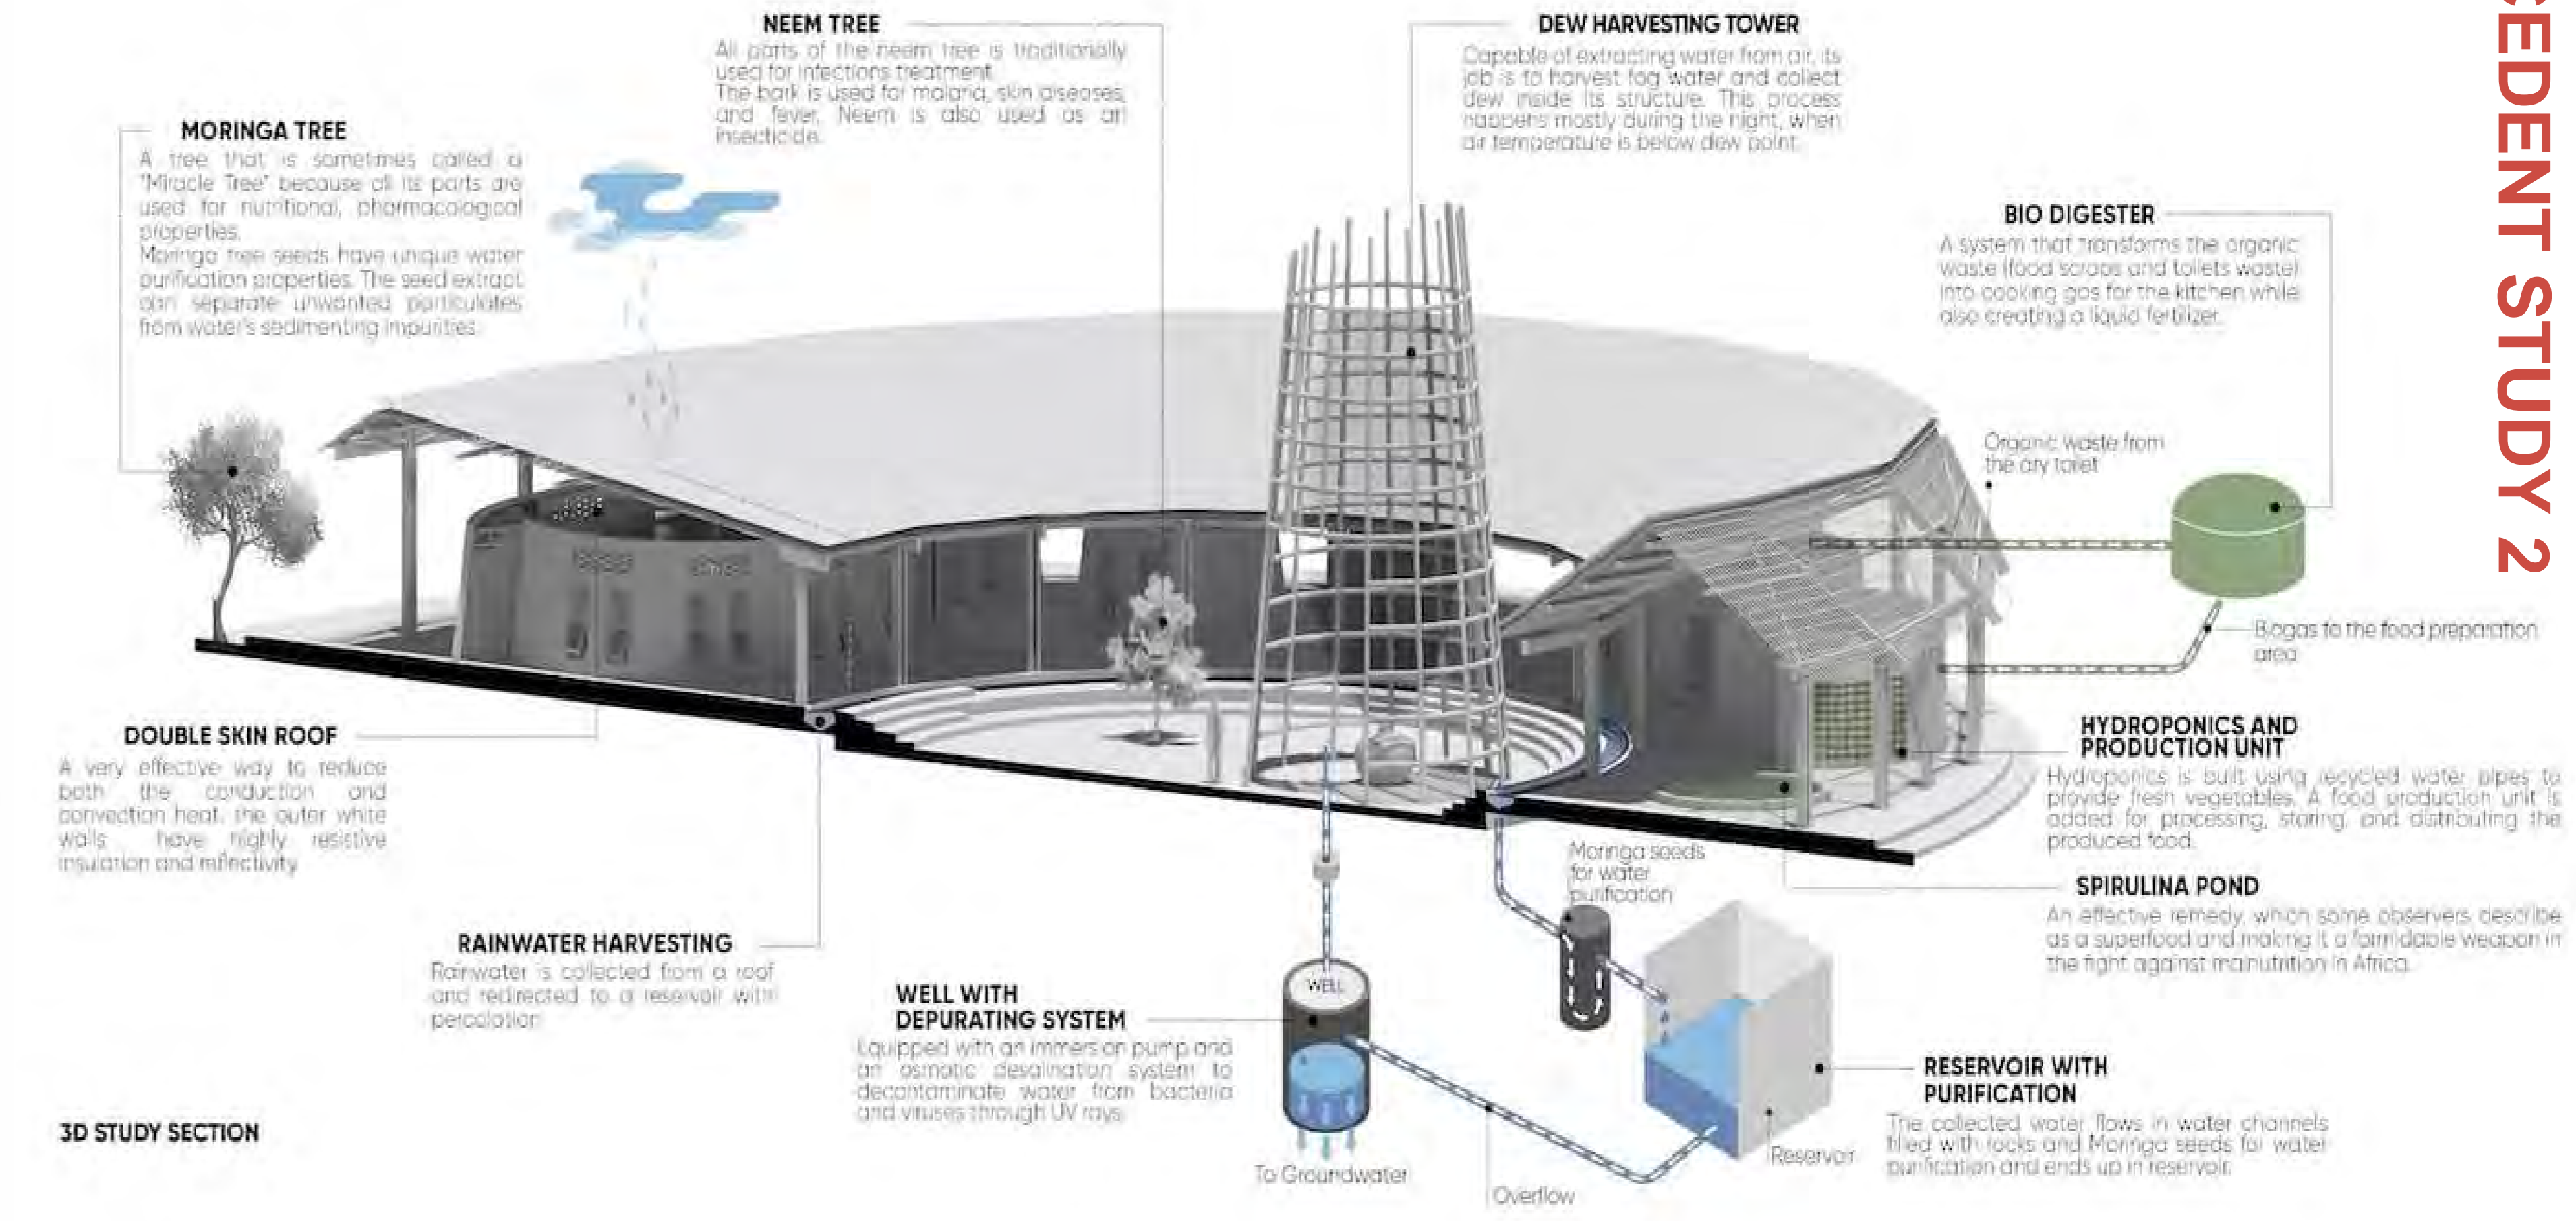 NEEM TREE
All parts of the neem tree is traditionally
used for infections treatment.
The bark is used for malaria, skin diseases,
and fever. Neem is also used as an
insecticide.
DEW HARVESTING TOWER
Capable of extracting water from air, its
job is to harvest fog water and collect
dew inside its structure. This process
happens mostly during the night, when
air temperature is below dew point.
MORINGA TREE
A tree that is sometimes called a
"Miracle Tree" because all its parts are
used for nutritional, pharmacological
properties.
Moringa tree seeds have unique water
purification properties. The seed extract
can separate unwanted particulates
from water's sedimenting impurities.
BIO DIGESTER
A system that transforms the organic
waste (food scraps and toilets waste)
into cooking gas for the kitchen while
also creating a liquid fertilizer.
CEDENT STUDY 2
Organic waste from
the dry toilet
Biogas to the food preparation
area
DOUBLE SKIN ROOF
A very effective way to reduce
both the conduction and
convection heat. the outer white
walls have highly resistive
insulation and reflectivity
HYDROPONICS AND
PRODUCTION UNIT
Hydroponics is built using recycled water pipes to
provide fresh vegetables. A food production unit is
added for processing, storing, and distributing the
produced food.
SPIRULINA POND
An effective remedy, which some observers describe
as a superfood and making it a formidable weapon in
the fight against malnutrition in Africa.
Moringa seeds
for water
purification
RAINWATER HARVESTING
Rainwater is collected from a roof
and redirected to a reservoir with
percolation
WELL
WELL WITH
DEPURATING SYSTEM
Equipped with an immersion pump and
an osmotic desalination system to
decontaminate water from bacteria
and viruses through UV rays.
RESERVOIR WITH
PURIFICATION
The collected water flows in water channels
filled with rocks and Moringa seeds for water
purification and ends up in reservoir.
Reservoir
To Groundwater
Overflow
3D STUDY SECTION